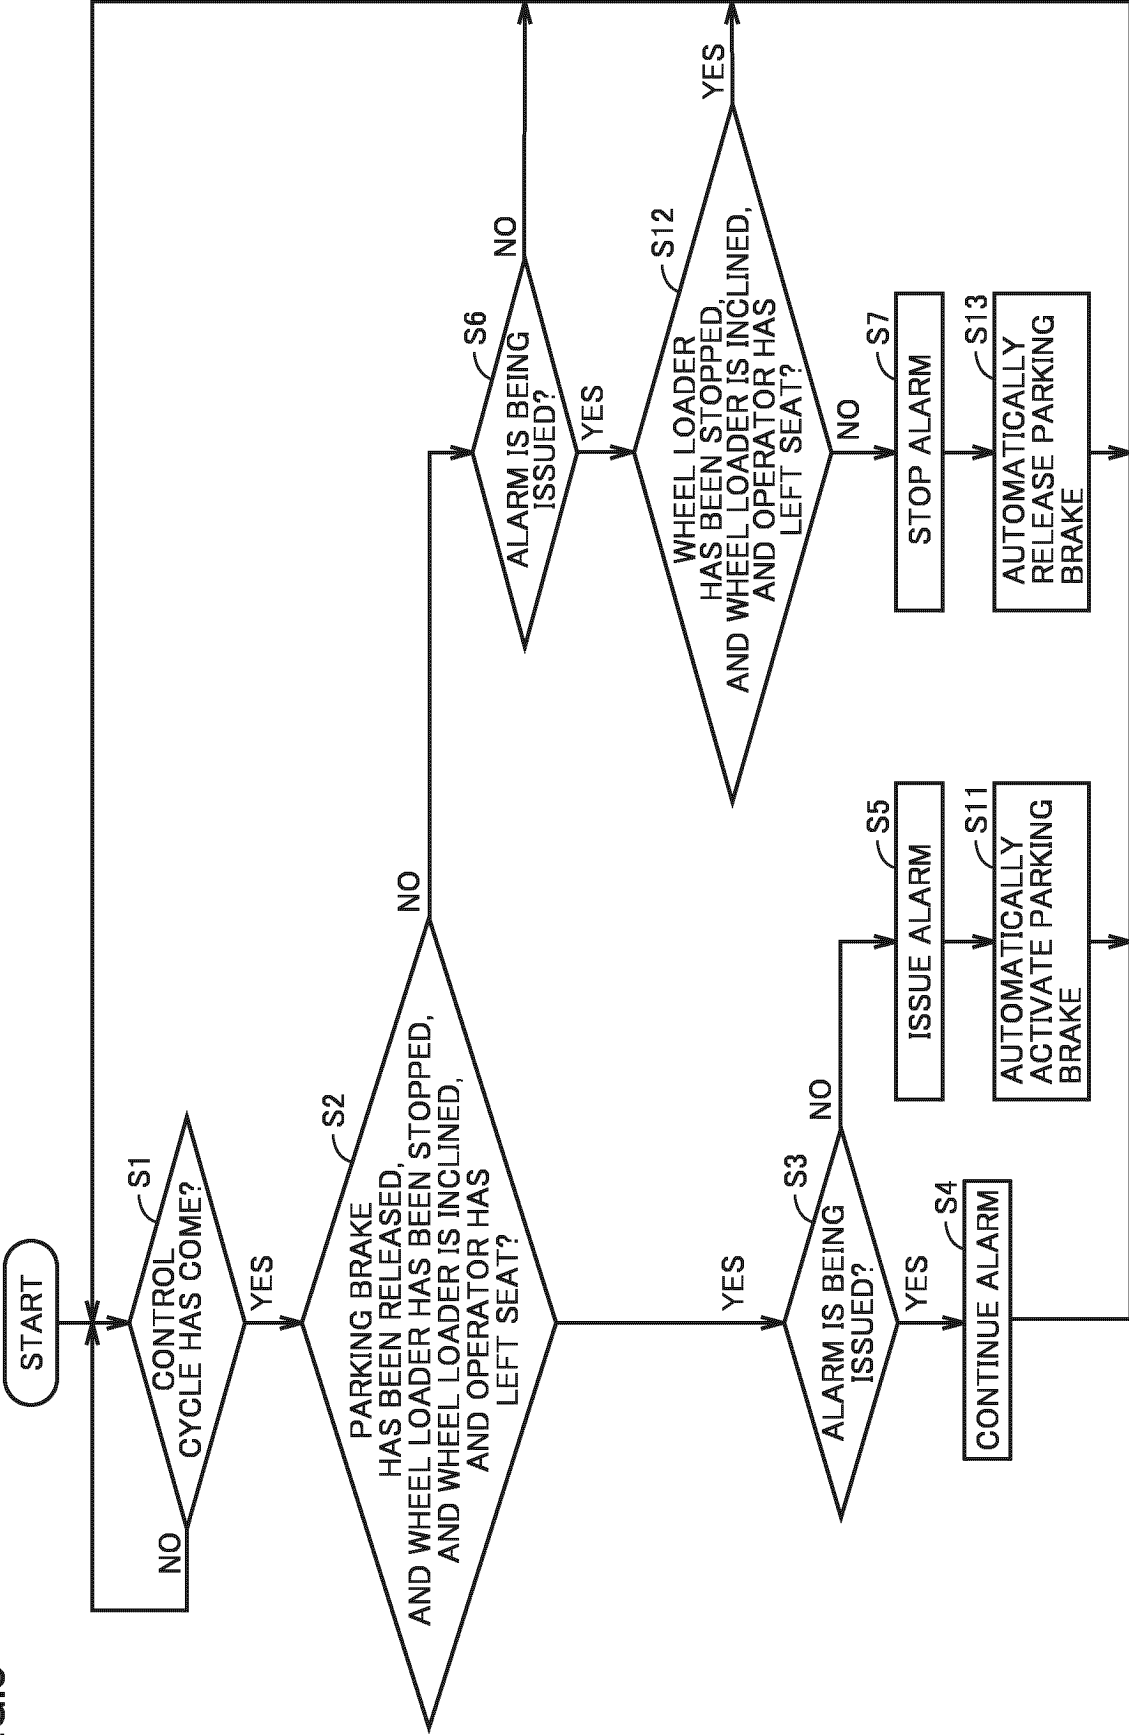 START
S1
CONTROL
CYCLE HAS COME?
NO
YES
S2
PARKING BRAKE
HAS BEEN RELEASED,
AND WHEEL LOADER HAS BEEN STOPPED,
AND WHEEL LOADER IS INCLINED,
AND OPERATOR HAS
LEFT SEAT?
NO
YES
S6
ALARM IS BEING
ISSUED?
NO
YES
S12
WHEEL LOADER
HAS BEEN STOPPED,
AND WHEEL LOADER IS INCLINED,
AND OPERATOR HAS
LEFT SEAT?
YES
NO
S3
ALARM IS BEING
ISSUED?
NO
YES
S4
CONTINUE ALARM
S5
ISSUE ALARM
S11
AUTOMATICALLY
ACTIVATE PARKING
BRAKE
S7
STOP ALARM
S13
AUTOMATICALLY
RELEASE PARKING
BRAKE